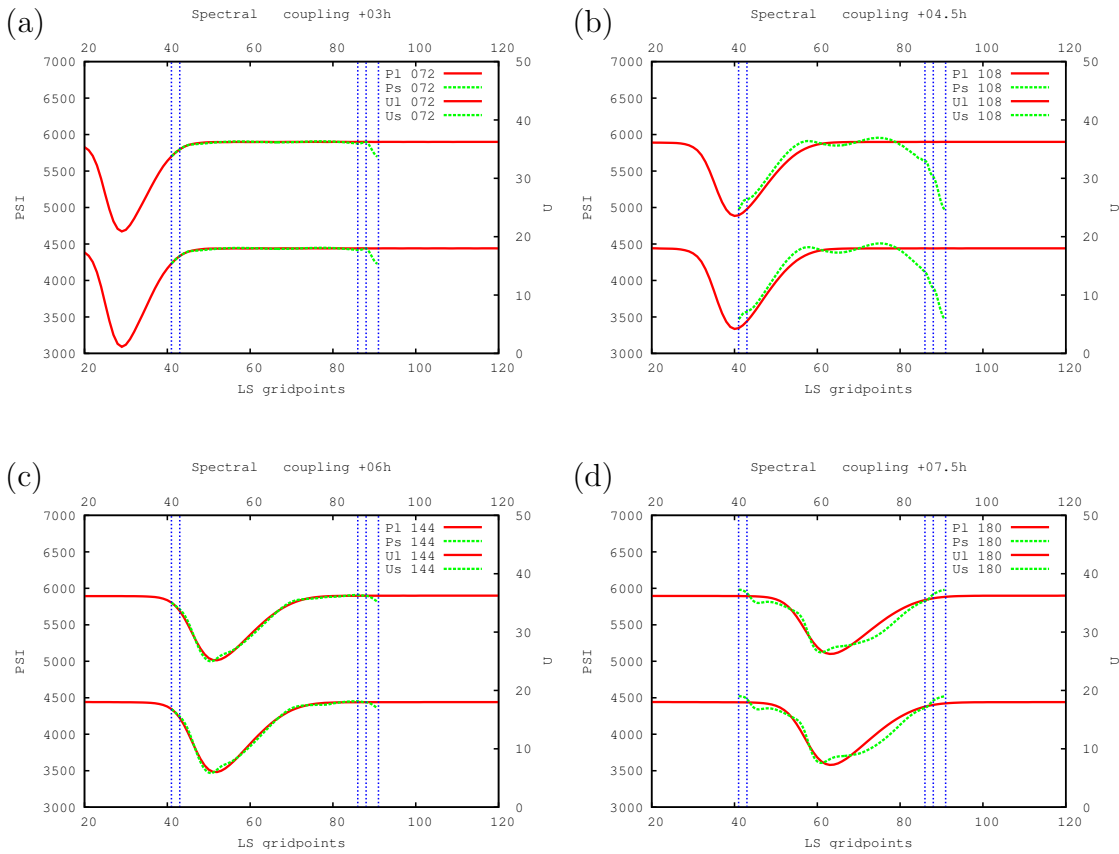 (a)
Spectral coupling +03h
20 40 60 80 100 120
7000 6500 6000 5500 5000 4500 4000 3500 3000
PSI
50 40 30 20 10 0
U
Pl 072
Ps 072
Ul 072
Us 072
20 40 60 80 100 120
LS gridpoints
(b)
Spectral coupling +04.5h
20 40 60 80 100 120
7000 6500 6000 5500 5000 4500 4000 3500 3000
PSI
50 40 30 20 10 0
U
Pl 108
Ps 108
Ul 108
Us 108
20 40 60 80 100 120
LS gridpoints
(c)
Spectral coupling +06h
20 40 60 80 100 120
7000 6500 6000 5500 5000 4500 4000 3500 3000
PSI
50 40 30 20 10 0
U
Pl 144
Ps 144
Ul 144
Us 144
20 40 60 80 100 120
LS gridpoints
(d)
Spectral coupling +07.5h
20 40 60 80 100 120
7000 6500 6000 5500 5000 4500 4000 3500 3000
PSI
50 40 30 20 10 0
U
Pl 180
Ps 180
Ul 180
Us 180
20 40 60 80 100 120
LS gridpoints